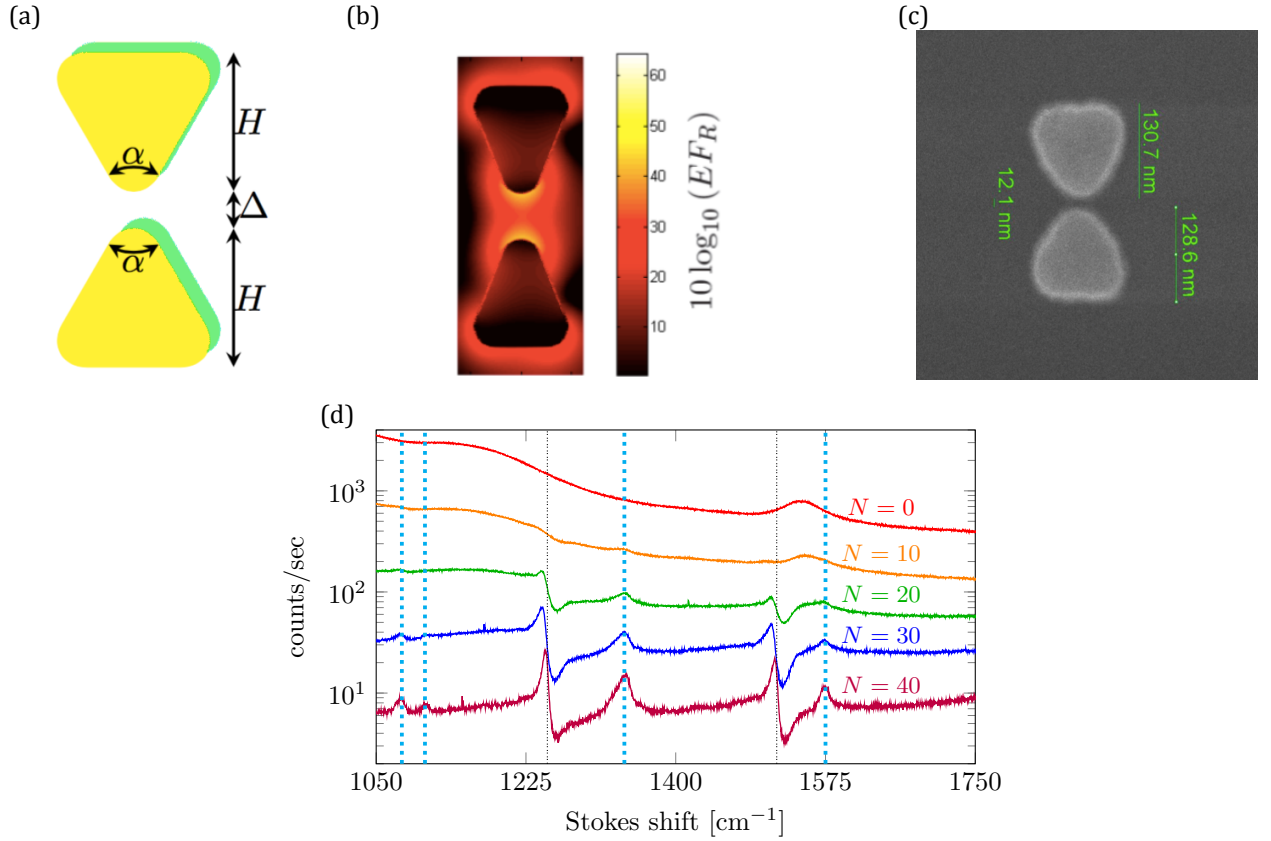 (a)
(b)
(c)
H
α
Δ
α
H
60
50
40
30
20
10
10 log₁₀ (EF_R)
130.7 nm
12.1 nm
128.6 nm
(d)
10³
10²
10¹
counts/sec
N = 0
N = 10
N = 20
N = 30
N = 40
1050 1225 1400 1575 1750
Stokes shift [cm⁻¹]